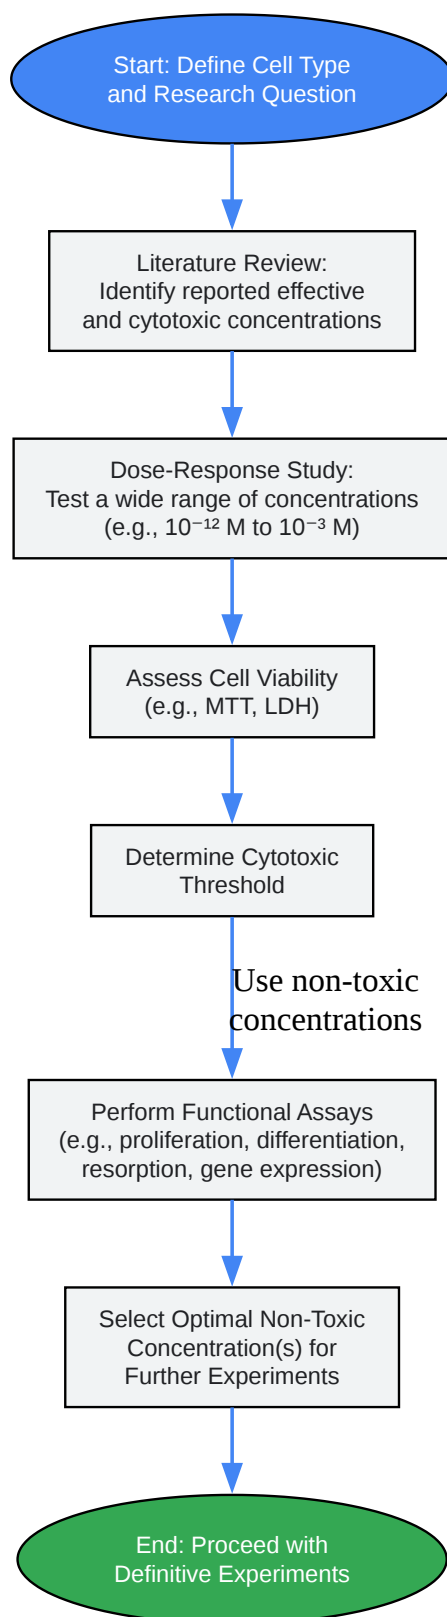 Start: Define Cell Type
and Research Question
Literature Review:
Identify reported effective
and cytotoxic concentrations
Dose-Response Study:
Test a wide range of concentrations
(e.g., 10⁻¹² M to 10⁻³ M)
Assess Cell Viability
(e.g., MTT, LDH)
Determine Cytotoxic
Threshold
Use non-toxic
concentrations
Perform Functional Assays
(e.g., proliferation, differentiation,
resorption, gene expression)
Select Optimal Non-Toxic
Concentration(s) for
Further Experiments
End: Proceed with
Definitive Experiments